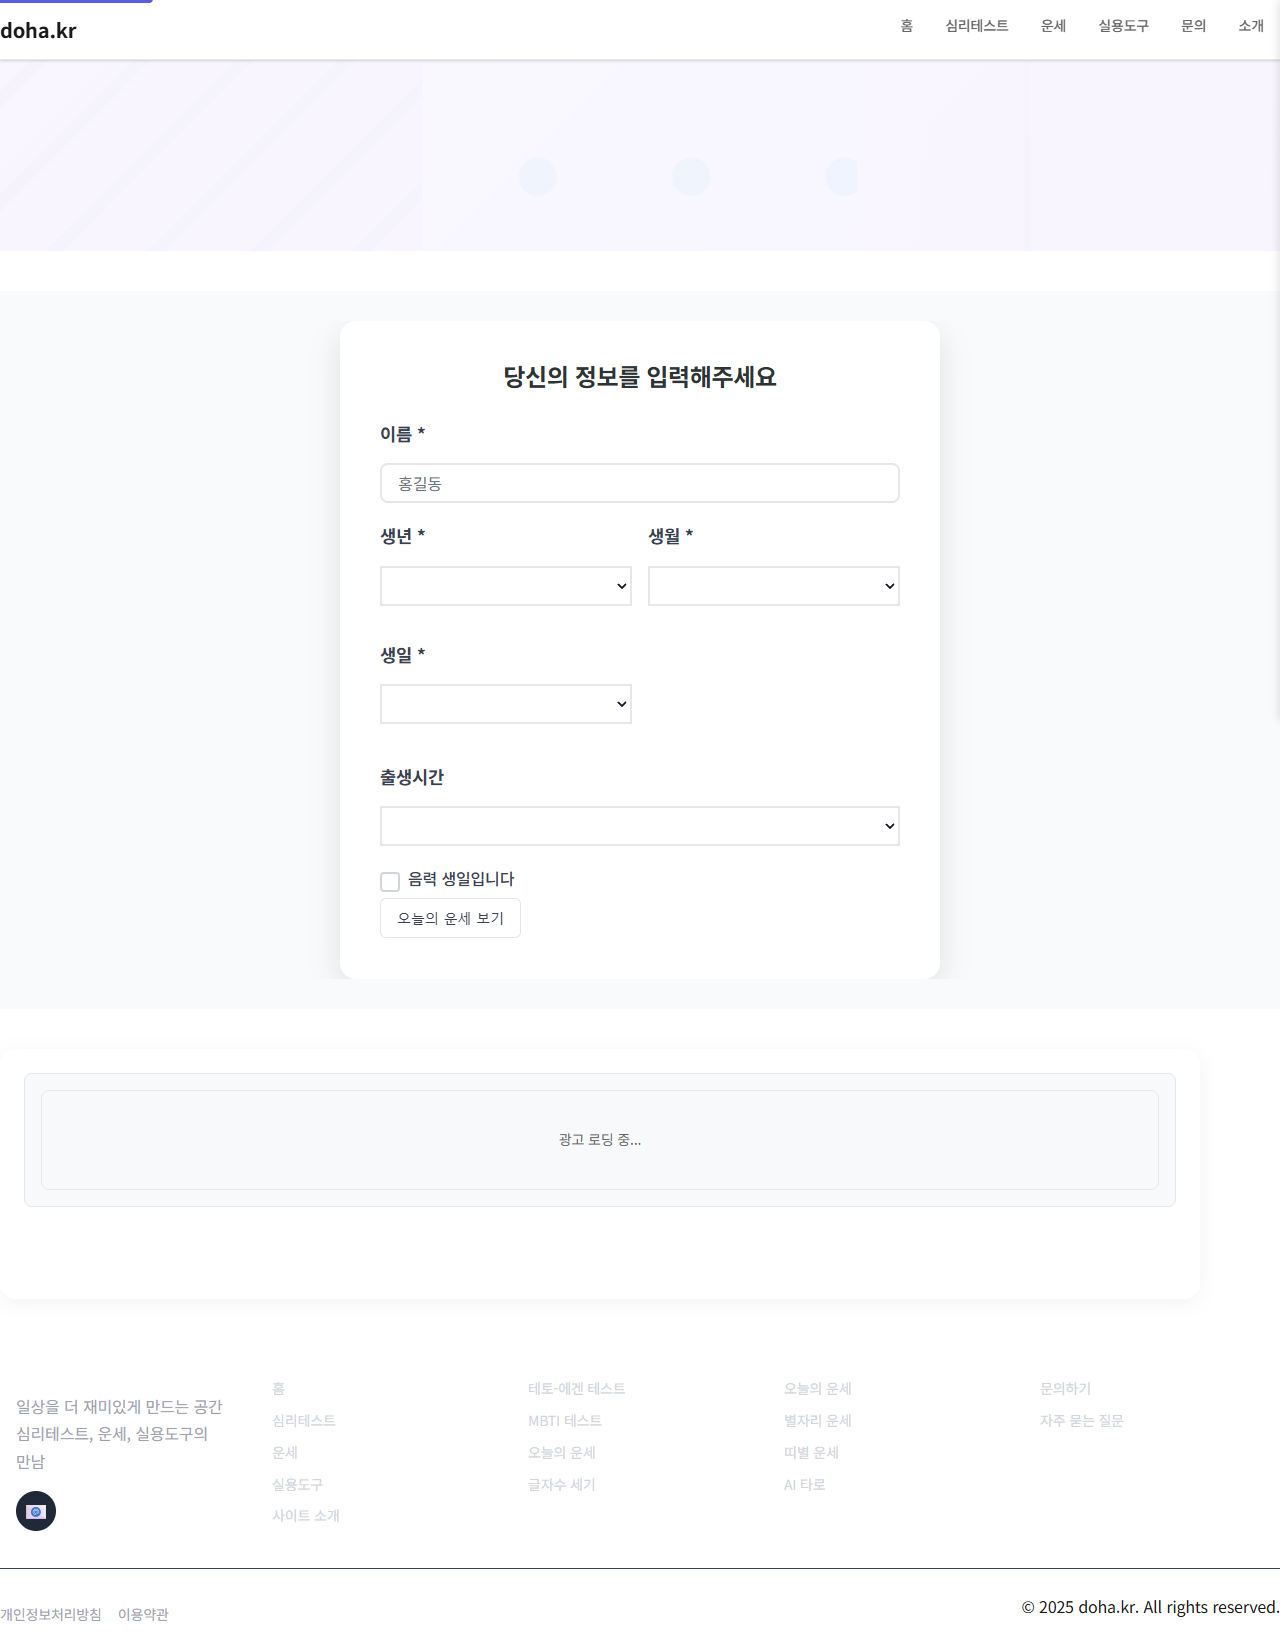 doha.kr
홈 심리테스트 운세 실용도구 문의 소개
당신의 정보를 입력해주세요
이름 *
홍길동
생년 * 생월 *
생일 *
출생시간
음력 생일입니다
오늘의 운세 보기
광고 로딩 중...
일상을 더 재미있게 만드는 공간
심리테스트, 운세, 실용도구의
만남
홈
심리테스트
운세
실용도구
사이트 소개
테토-에겐 테스트
MBTI 테스트
오늘의 운세
글자수 세기
오늘의 운세
별자리 운세
띠별 운세
AI 타로
문의하기
자주 묻는 질문
개인정보처리방침 이용약관
© 2025 doha.kr. All rights reserved.